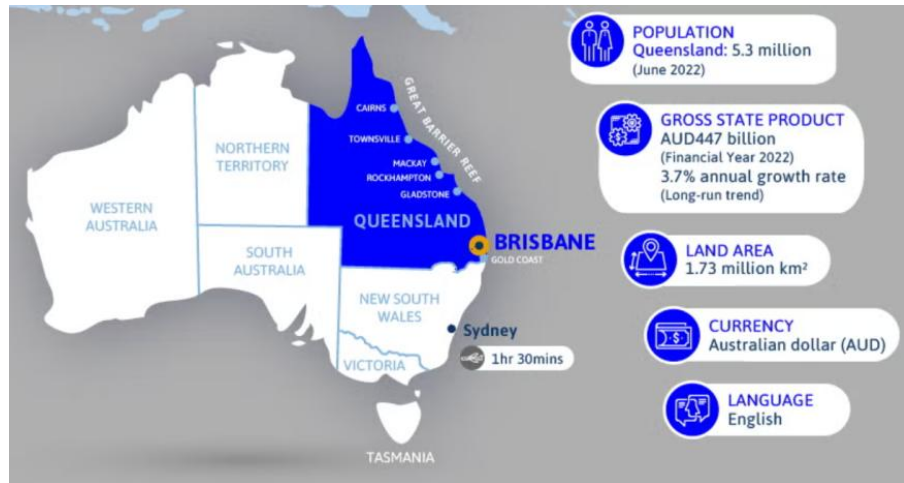 POPULATION
Queensland: 5.3 million
(June 2022)
GROSS STATE PRODUCT
AUD447 billion
(Financial Year 2022)
3.7% annual growth rate
(Long-run trend)
LAND AREA
1.73 million km²
CURRENCY
Australian dollar (AUD)
LANGUAGE
English
GREAT BARRIER REEF
CAIRNS
TOWNSVILLE
MACKAY
ROCKHAMPTON
GLADSTONE
NORTHERN
TERRITORY
WESTERN
AUSTRALIA
QUEENSLAND
BRISBANE
GOLD COAST
SOUTH
AUSTRALIA
NEW SOUTH
WALES
Sydney
1hr 30mins
VICTORIA
TASMANIA